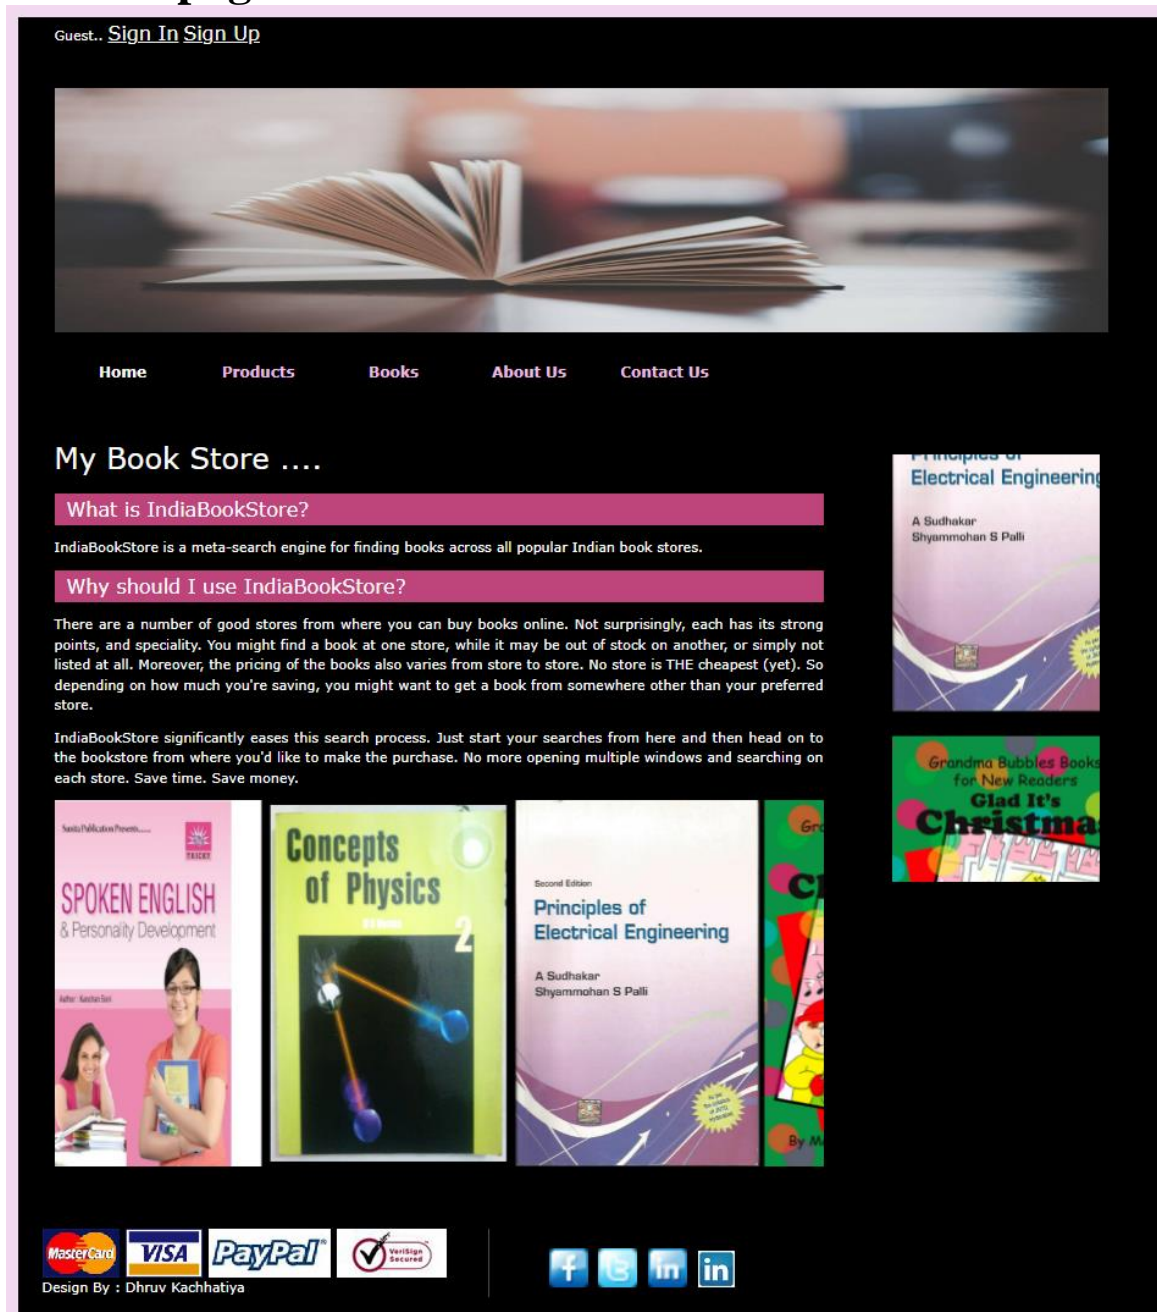 Guest.. Sign In Sign Up
Home Products Books About Us Contact Us
My Book Store ....
What is IndiaBookStore?
IndiaBookStore is a meta-search engine for finding books across all popular Indian book stores.
Why should I use IndiaBookStore?
There are a number of good stores from where you can buy books online. Not surprisingly, each has its strong
points, and speciality. You might find a book at one store, while it may be out of stock on another, or simply not
listed at all. Moreover, the pricing of the books also varies from store to store. No store is THE cheapest (yet). So
depending on how much you're saving, you might want to get a book from somewhere other than your preferred
store.
IndiaBookStore significantly eases this search process. Just start your searches from here and then head on to
the bookstore from where you'd like to make the purchase. No more opening multiple windows and searching on
each store. Save time. Save money.
Principles of
Electrical Engineering
A Sudhakar
Shyammohan S Palli
Grandma Bubbles Books
for New Readers
Glad It's
Christmas
Sunita Publication Presents......
TRICKY
SPOKEN ENGLISH
& Personality Development
Concepts
of Physics
2
Second Edition
Principles of
Electrical Engineering
A Sudhakar
Shyammohan S Palli
By M
MasterCard VISA PayPal VeriSign
Secured
Design By : Dhruv Kachhatiya